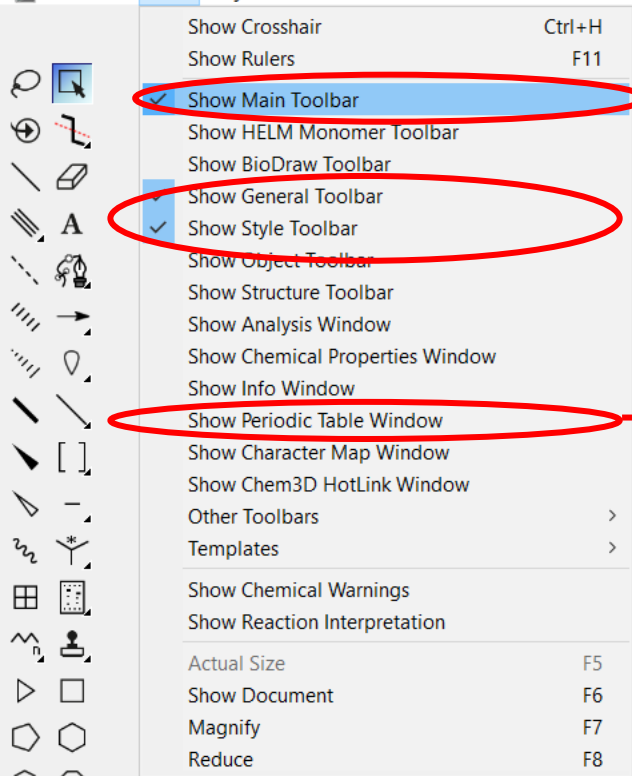 Show Crosshair Ctrl+H
Show Rulers F11
Show Main Toolbar
Show HELM Monomer Toolbar
Show BioDraw Toolbar
Show General Toolbar
Show Style Toolbar
Show Object Toolbar
Show Structure Toolbar
Show Analysis Window
Show Chemical Properties Window
Show Info Window
Show Periodic Table Window
Show Character Map Window
Show Chem3D HotLink Window
Other Toolbars
Templates
Show Chemical Warnings
Show Reaction Interpretation
Actual Size F5
Show Document F6
Magnify F7
Reduce F8
A
n